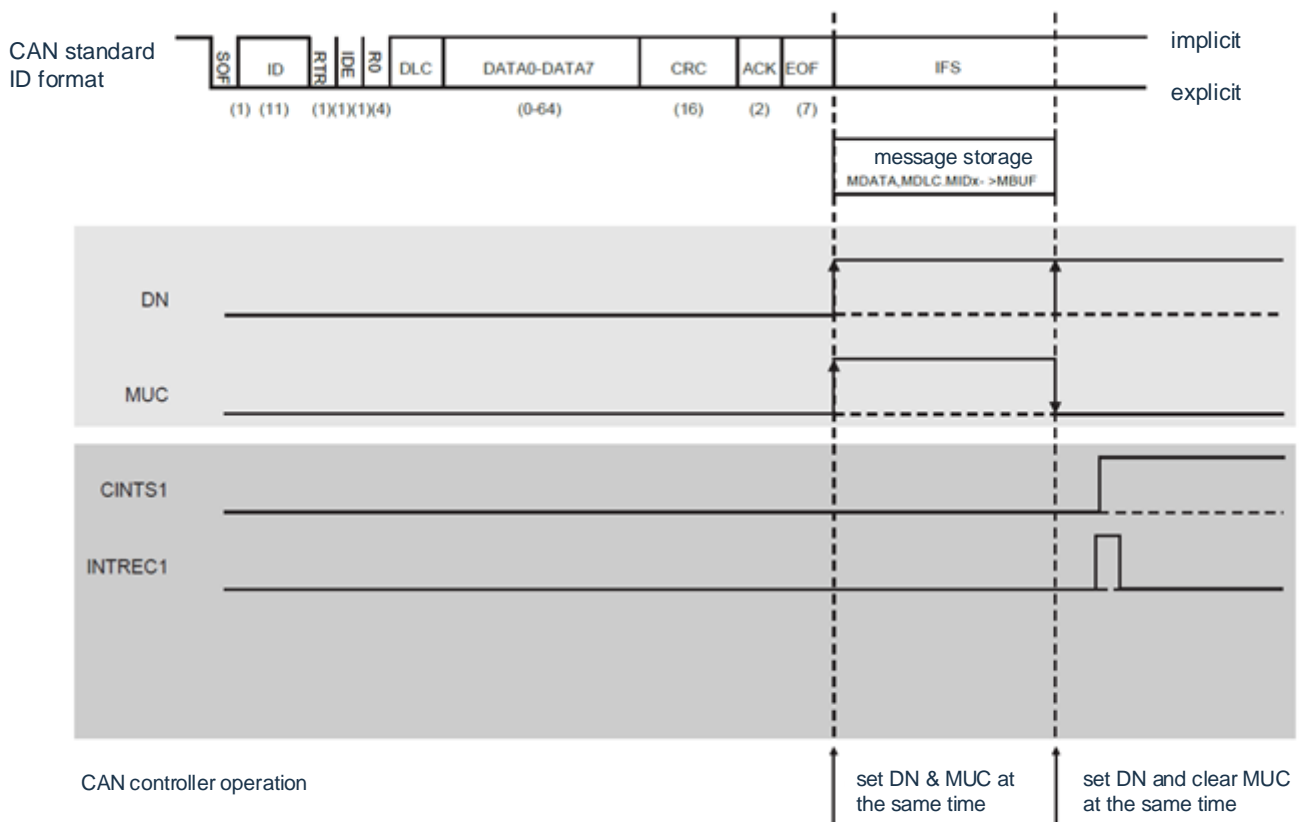 CAN standard
ID format
SOF
ID
RTR
IDE
R0
DLC
DATA0-DATA7
CRC
ACK
EOF
IFS
implicit
explicit
(1) (11) (1)(1)(1)(4) (0-64) (16) (2) (7)
message storage
MDATA,MDLC.MIDx- >MBUF
DN
MUC
CINTS1
INTREC1
CAN controller operation
set DN & MUC at
the same time
set DN and clear MUC
at the same time